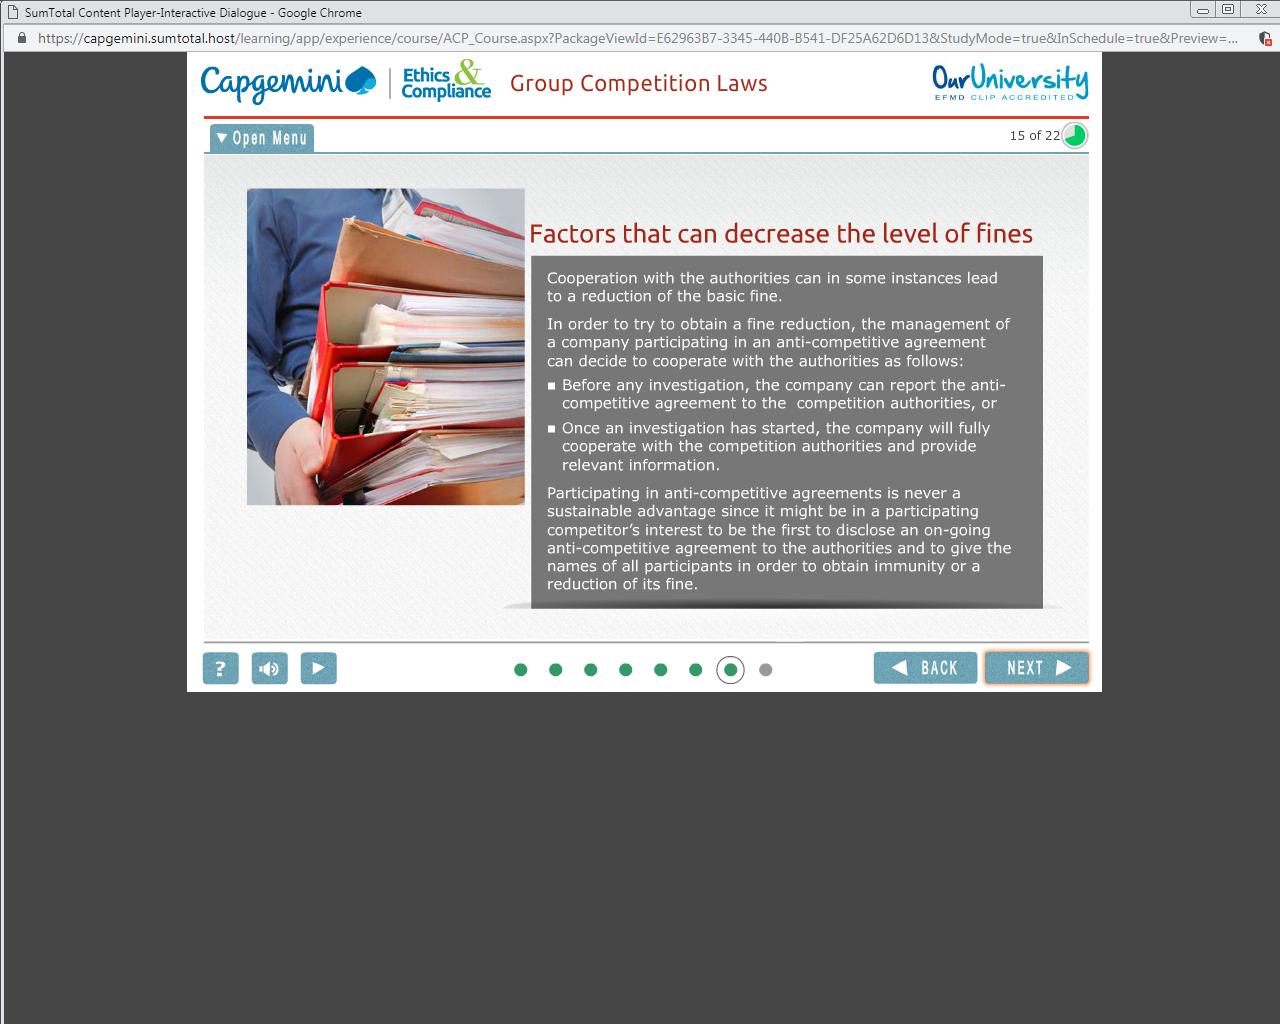 SumTotal Content Player-Interactive Dialogue - Google Chrome
https://capgemini.sumtotal.host/learning/app/experience/course/ACP_Course.aspx?PackageViewId=E62963B7-3345-440B-B541-DF25A62D6D13&StudyMode=true&InSchedule=true&Preview=...
Capgemini
Ethics &
Compliance
Group Competition Laws
OurUniversity
EFMD CLIP ACCREDITED
Open Menu
15 of 22
Factors that can decrease the level of fines
Cooperation with the authorities can in some instances lead
to a reduction of the basic fine.
In order to try to obtain a fine reduction, the management of
a company participating in an anti-competitive agreement
can decide to cooperate with the authorities as follows:
Before any investigation, the company can report the anti-
competitive agreement to the  competition authorities, or
Once an investigation has started, the company will fully
cooperate with the competition authorities and provide
relevant information.
Participating in anti-competitive agreements is never a
sustainable advantage since it might be in a participating
competitor's interest to be the first to disclose an on-going
anti-competitive agreement to the authorities and to give the
names of all participants in order to obtain immunity or a
reduction of its fine.
?
BACK
NEXT